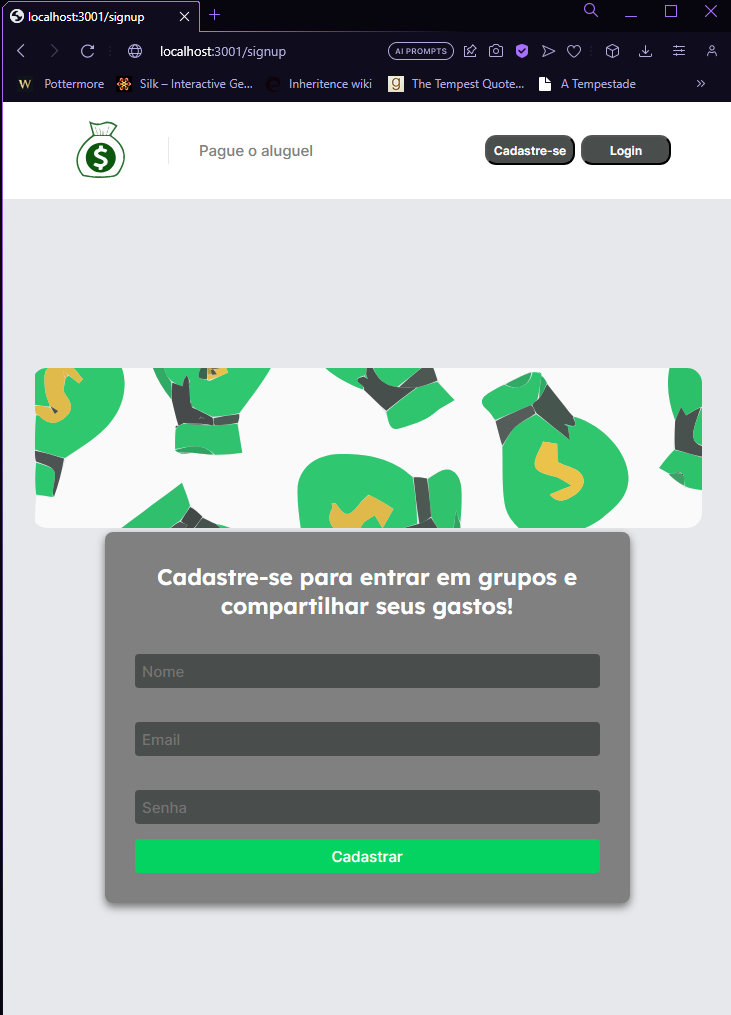 localhost:3001/signup
localhost:3001/signup
AI PROMPTS
W Pottermore
Silk – Interactive Ge...
Inheritence wiki
g The Tempest Quote...
A Tempestade
»
$
Pague o aluguel
Cadastre-se
Login
Cadastre-se para entrar em grupos e
compartilhar seus gastos!
Nome
Email
Senha
Cadastrar